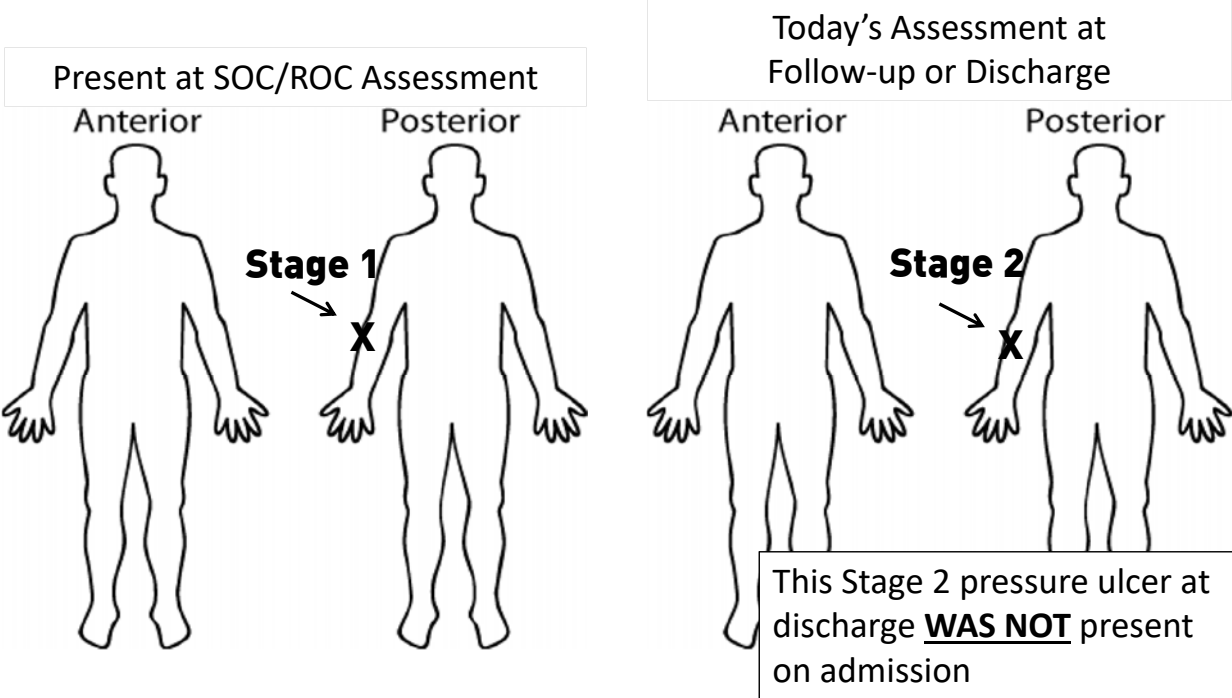 Present at SOC/ROC Assessment
Anterior
Posterior
Stage 1
X
Today’s Assessment at
Follow-up or Discharge
Anterior
Posterior
Stage 2
X
This Stage 2 pressure ulcer at
discharge WAS NOT present
on admission